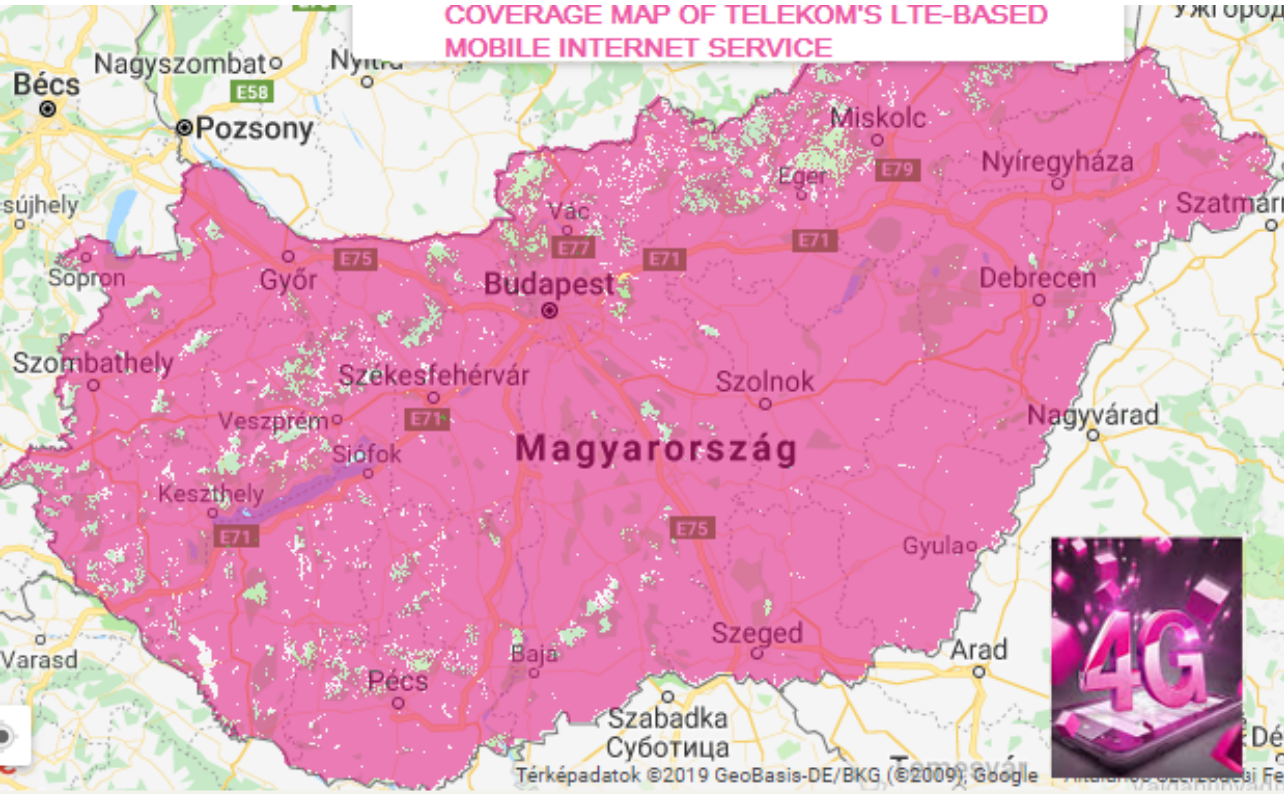 COVERAGE MAP OF TELEKOM'S LTE-BASED
MOBILE INTERNET SERVICE
Nagyszombat
Bécs
E58
Pozsony
Miskolc
Nyíregyháza
E79
Eger
Szatmár
Vác
E77
E71
E71
E75
Sopron
Győr
Budapest
Debrecen
Szombathely
Székesfehérvár
Szolnok
E71
Veszprém
Nagyvárad
Magyarország
Siófok
Keszthely
E71
E75
Gyula
4G
Szeged
Varasd
Baja
Arad
Pécs
Szabadka
Суботица
Térképadatok ©2019 GeoBasis-DE/BKG (©2009), Google